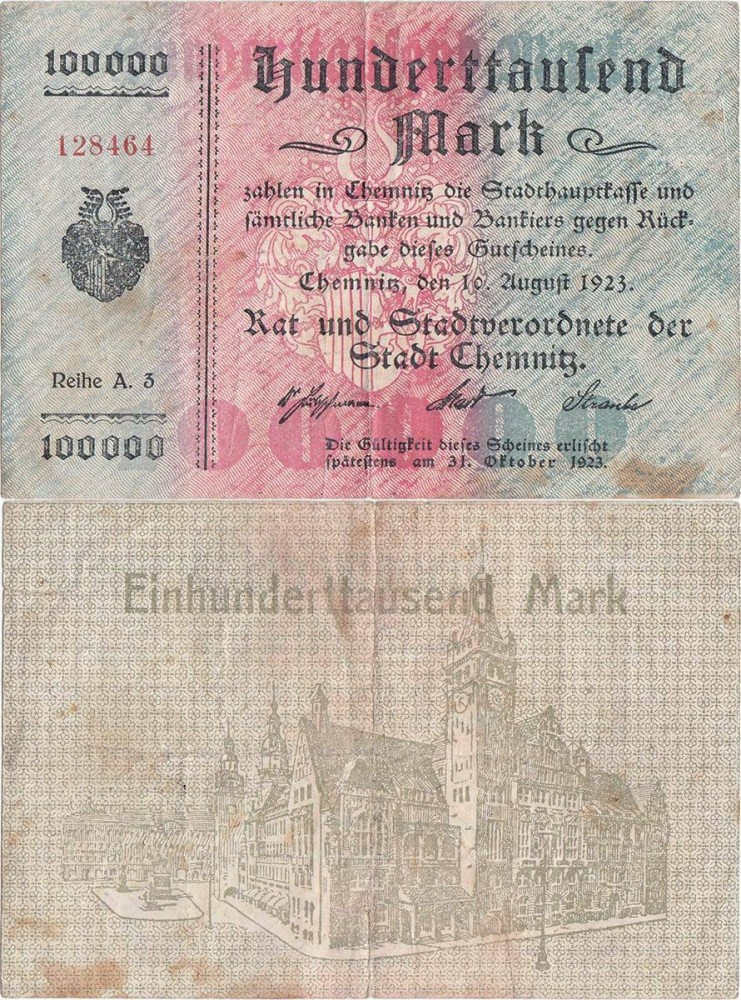 100000
Hunderttausend
Mark
128464
zahlen in Chemnitz die Stadthauptkasse und
sämtliche Banken und Bankiers gegen Rück-
gabe dieses Gutscheines.
Chemnitz, den 10. August 1923.
Rat und Stadtverordnete der
Stadt Chemnitz.
Reihe A. 3
100000
Die Gültigkeit dieses Scheines erlischt
spätestens am 31. Oktober 1923.
Einhunderttausend Mark